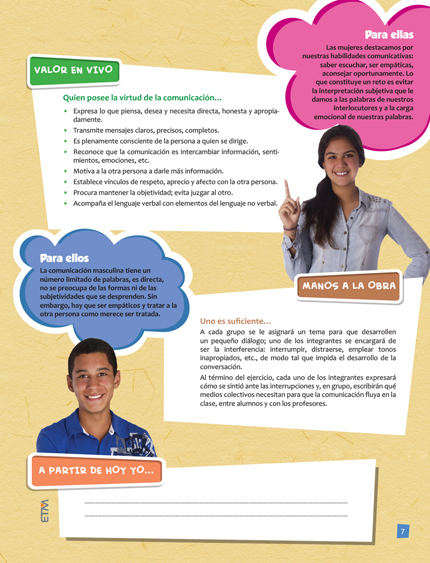 Para ellas
Las mujeres destacamos por
nuestras habilidades comunicativas:
saber escuchar, ser empáticas,
aconsejar oportunamente. Lo
que constituye un reto es evitar
la interpretación subjetiva que le
damos a las palabras de nuestros
interlocutores y a la carga
emocional de nuestras palabras.
VALOR EN VIVO
Quien posee la virtud de la comunicación...
• Expresa lo que piensa, desea y necesita directa, honesta y apropia-
damente.
• Transmite mensajes claros, precisos, completos.
• Es plenamente consciente de la persona a quien se dirige.
• Reconoce que la comunicación es intercambiar información, senti-
mientos, emociones, etc.
• Motiva a la otra persona a darle más información.
• Establece vínculos de respeto, aprecio y afecto con la otra persona.
• Procura mantener la objetividad; evita juzgar al otro.
• Acompaña el lenguaje verbal con elementos del lenguaje no verbal.
Para ellos
La comunicación masculina tiene un
número limitado de palabras, es directa,
no se preocupa de las formas ni de las
subjetividades que se desprenden. Sin
embargo, hay que ser empáticos y tratar a la
otra persona como merece ser tratada.
MANOS A LA OBRA
Uno es suficiente...
A cada grupo se le asignará un tema para que desarrollen
un pequeño diálogo; uno de los integrantes se encargará de
ser la interferencia: interrumpir, distraerse, emplear tonos
inapropiados, etc., de modo tal que impida el desarrollo de la
conversación.
Al término del ejercicio, cada uno de los integrantes expresará
cómo se sintió ante las interrupciones y, en grupo, escribirán qué
medios colectivos necesitan para que la comunicación fluya en la
clase, entre alumnos y con los profesores.
A PARTIR DE HOY YO...
7